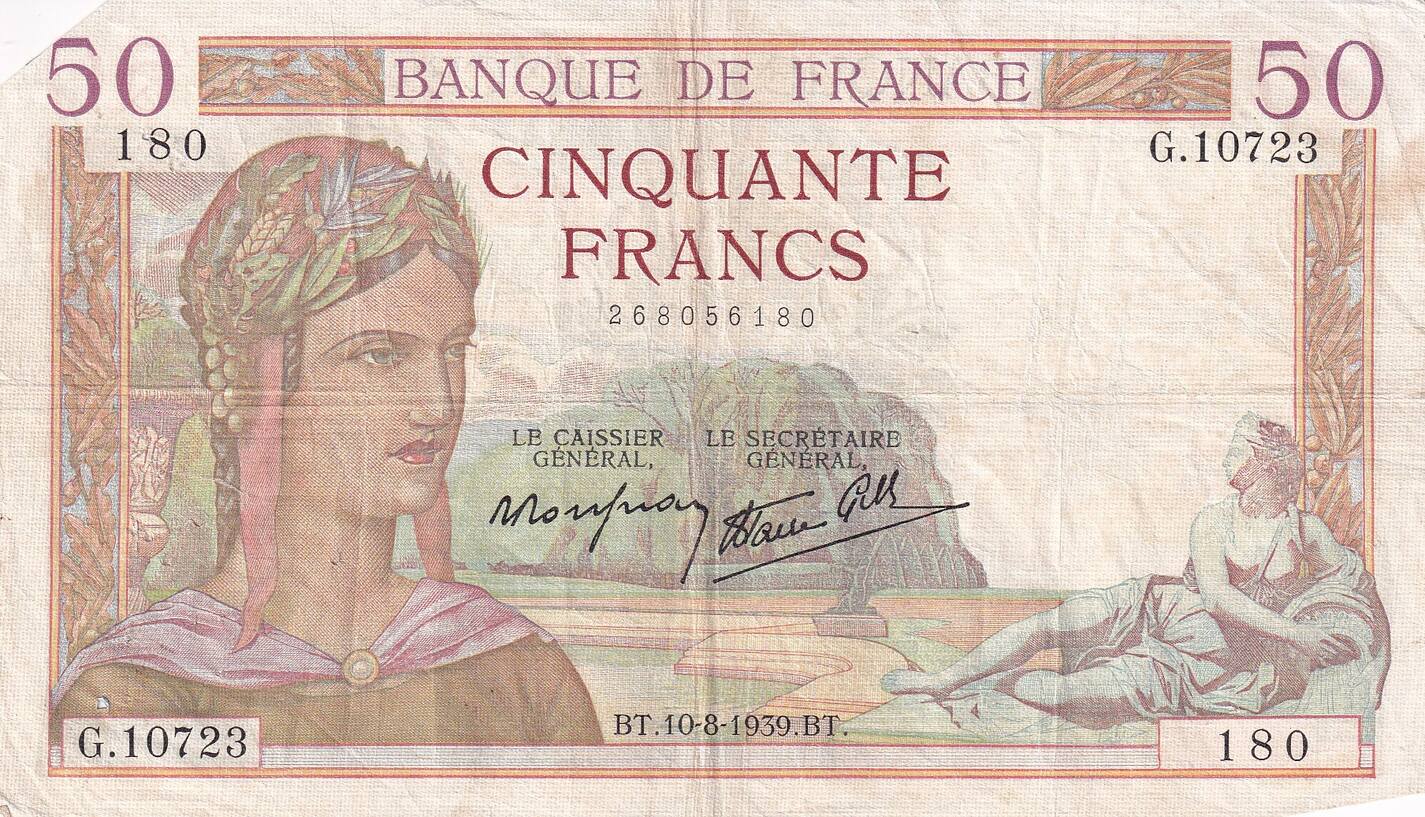 50 BANQUE DE FRANCE 50
180 G.10723
CINQUANTE
FRANCS
268056180
LE CAISSIER LE SECRÉTAIRE
GÉNÉRAL, GÉNÉRAL,
BT.10-8-1939.BT.
G.10723 180